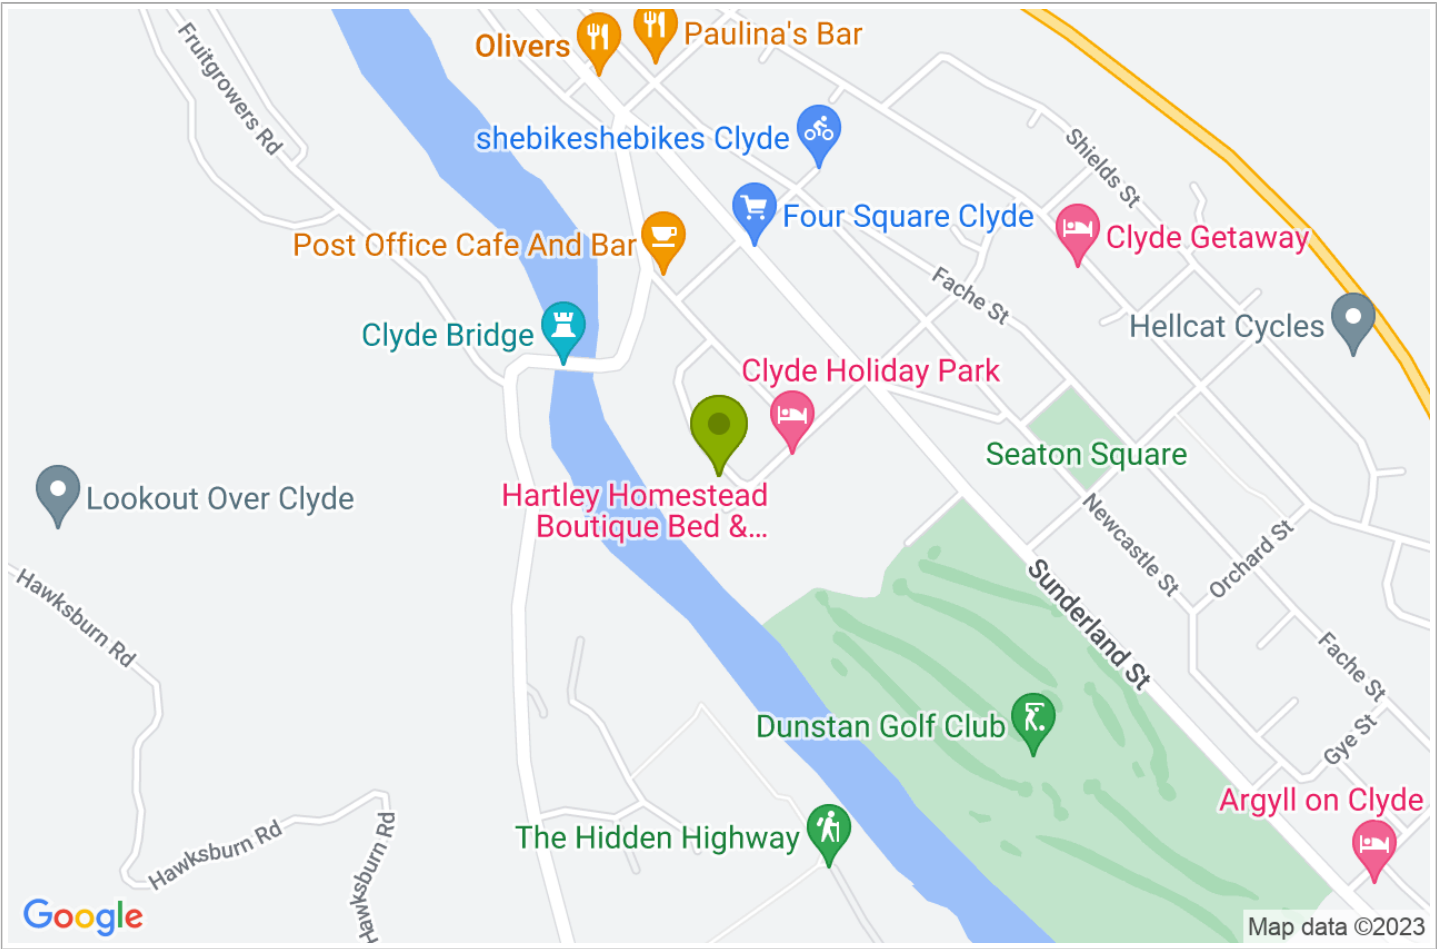 Olivers
Paulina's Bar
Fruitgrowers Rd
shebikeshebikes Clyde
Shields St
Four Square Clyde
Clyde Getaway
Post Office Cafe And Bar
Fache St
Hellcat Cycles
Clyde Bridge
Clyde Holiday Park
Seaton Square
Lookout Over Clyde
Hartley Homestead
Boutique Bed &...
Newcastle St
Orchard St
Hawksburn Rd
Sunderland St
Fache St
Dunstan Golf Club
Gye St
Argyll on Clyde
The Hidden Highway
Hawksburn Rd
Hawksburn Rd
Google
Map data ©2023